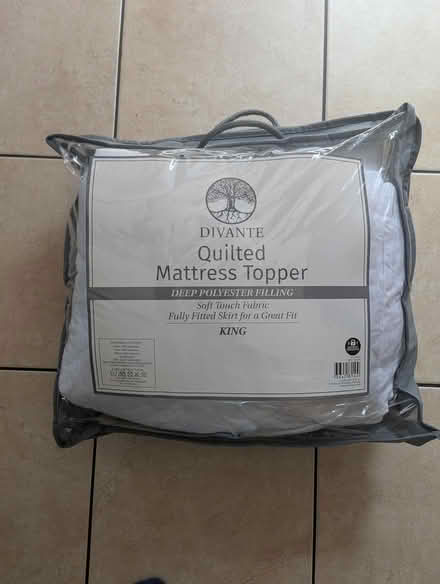 DIVANTE
Quilted
Mattress Topper
DEEP POLYESTER FILLING
Soft Touch Fabric
Fully Fitted Skirt for a Great Fit
KING